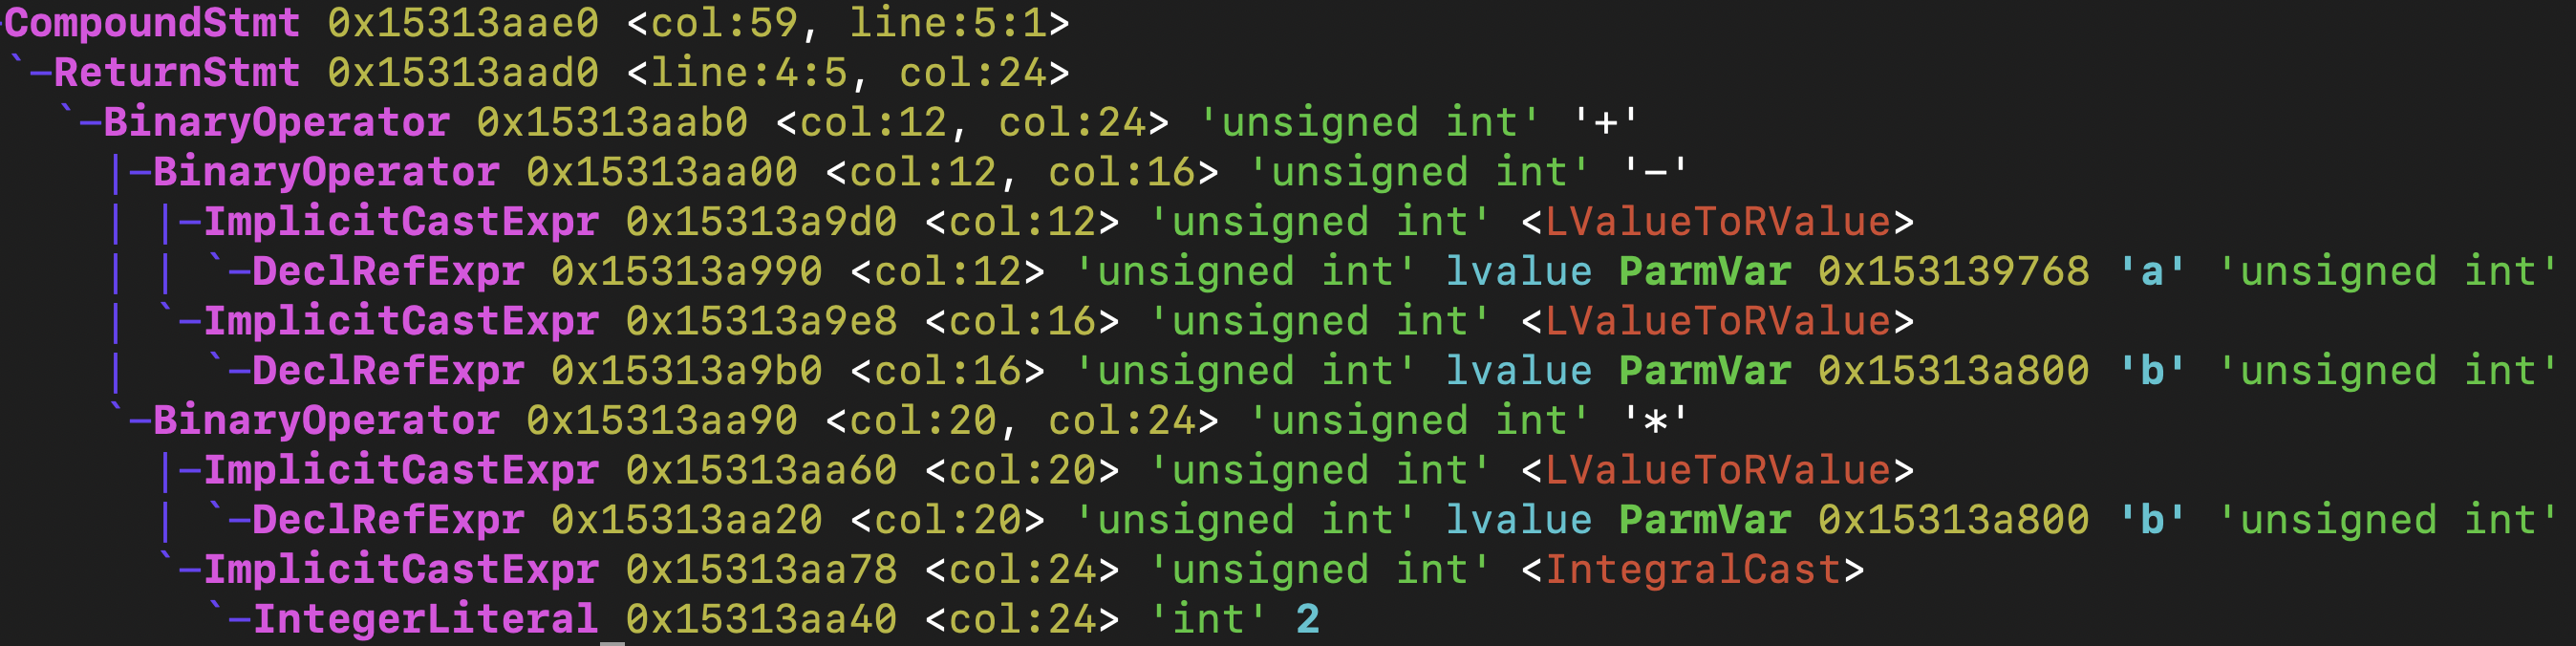 -CompoundStmt 0x15313aae0 <col:59, line:5:1>
`-ReturnStmt 0x15313aad0 <line:4:5, col:24>
  `-BinaryOperator 0x15313aab0 <col:12, col:24> 'unsigned int' '+'
    |-BinaryOperator 0x15313aa00 <col:12, col:16> 'unsigned int' '-'
    | |-ImplicitCastExpr 0x15313a9d0 <col:12> 'unsigned int' <LValueToRValue>
    | | `-DeclRefExpr 0x15313a990 <col:12> 'unsigned int' lvalue ParmVar 0x153139768 'a' 'unsigned int'
    | `-ImplicitCastExpr 0x15313a9e8 <col:16> 'unsigned int' <LValueToRValue>
    |   `-DeclRefExpr 0x15313a9b0 <col:16> 'unsigned int' lvalue ParmVar 0x15313a800 'b' 'unsigned int'
    `-BinaryOperator 0x15313aa90 <col:20, col:24> 'unsigned int' '*'
      |-ImplicitCastExpr 0x15313aa60 <col:20> 'unsigned int' <LValueToRValue>
      | `-DeclRefExpr 0x15313aa20 <col:20> 'unsigned int' lvalue ParmVar 0x15313a800 'b' 'unsigned int'
      `-ImplicitCastExpr 0x15313aa78 <col:24> 'unsigned int' <IntegralCast>
        `-IntegerLiteral 0x15313aa40 <col:24> 'int' 2